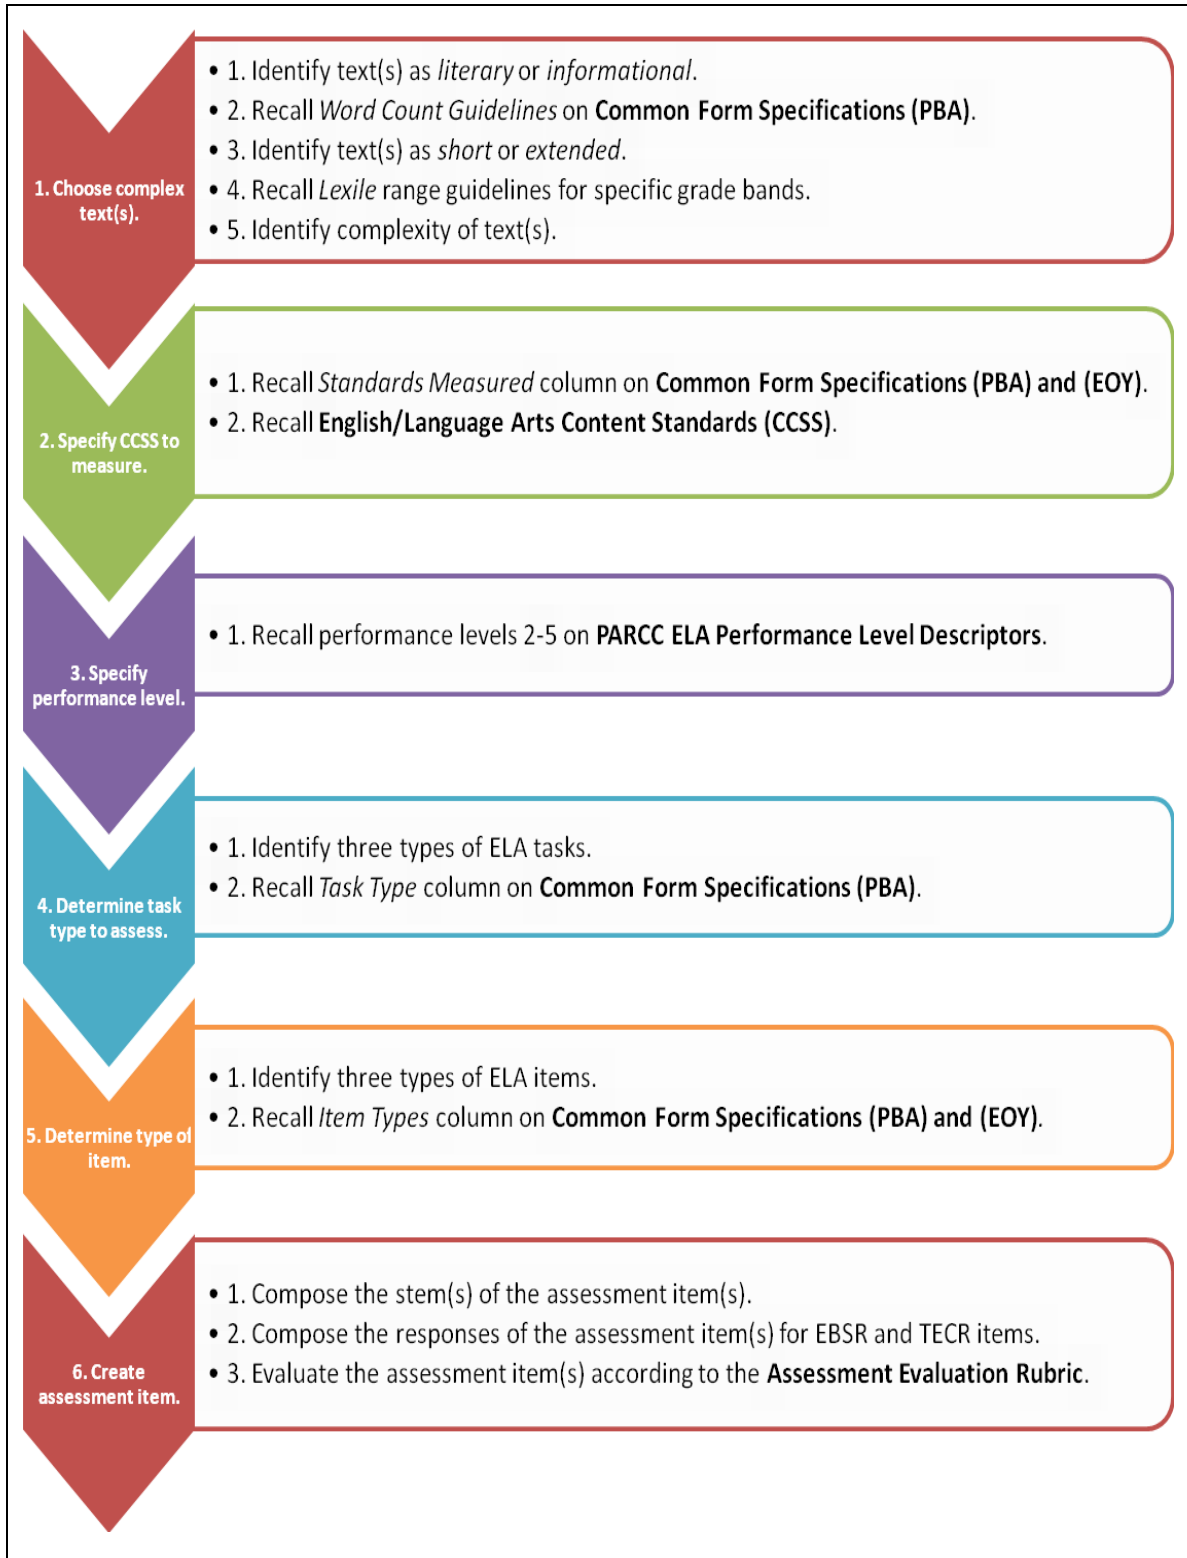 1. Choose complex
text(s).
• 1. Identify text(s) as literary or informational.
• 2. Recall Word Count Guidelines on Common Form Specifications (PBA).
• 3. Identify text(s) as short or extended.
• 4. Recall Lexile range guidelines for specific grade bands.
• 5. Identify complexity of text(s).
2. Specify CCSS to
measure.
• 1. Recall Standards Measured column on Common Form Specifications (PBA) and (EOY).
• 2. Recall English/Language Arts Content Standards (CCSS).
3. Specify
performance level.
• 1. Recall performance levels 2-5 on PARCC ELA Performance Level Descriptors.
4. Determine task
type to assess.
• 1. Identify three types of ELA tasks.
• 2. Recall Task Type column on Common Form Specifications (PBA).
5. Determine type of
item.
• 1. Identify three types of ELA items.
• 2. Recall Item Types column on Common Form Specifications (PBA) and (EOY).
6. Create
assessment item.
• 1. Compose the stem(s) of the assessment item(s).
• 2. Compose the responses of the assessment item(s) for EBSR and TECR items.
• 3. Evaluate the assessment item(s) according to the Assessment Evaluation Rubric.